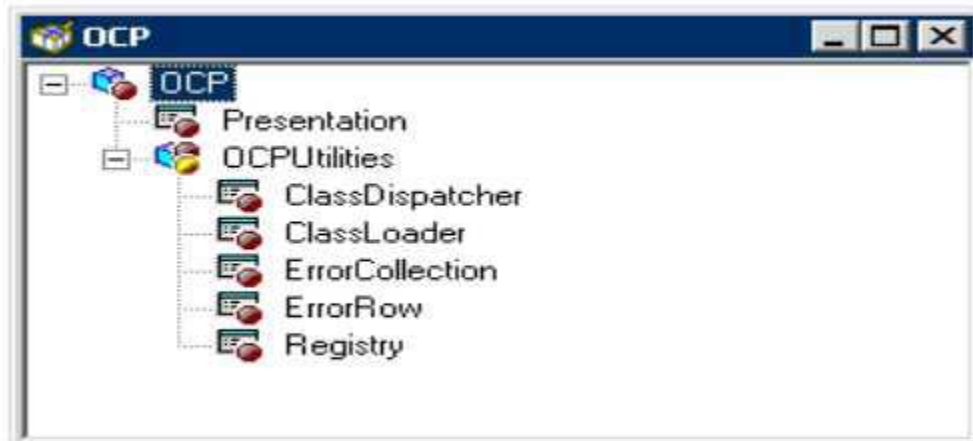 OCP
OCP
Presentation
OCPUtilities
ClassDispatcher
ClassLoader
ErrorCollection
ErrorRow
Registry